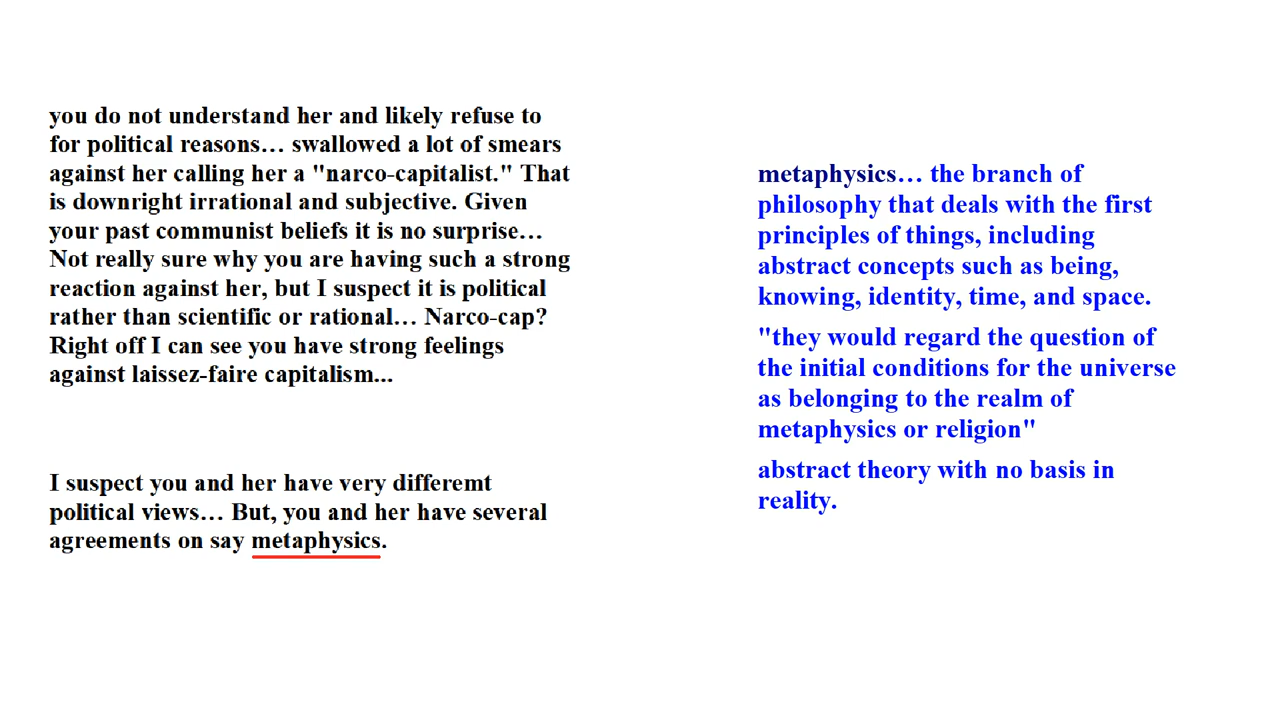 you do not understand her and likely refuse to
for political reasons… swallowed a lot of smears
against her calling her a "narco-capitalist." That
is downright irrational and subjective. Given
your past communist beliefs it is no surprise…
Not really sure why you are having such a strong
reaction against her, but I suspect it is political
rather than scientific or rational… Narco-cap?
Right off I can see you have strong feelings
against laissez-faire capitalism...
I suspect you and her have very differemt
political views… But, you and her have several
agreements on say metaphysics.
metaphysics… the branch of
philosophy that deals with the first
principles of things, including
abstract concepts such as being,
knowing, identity, time, and space.
"they would regard the question of
the initial conditions for the universe
as belonging to the realm of
metaphysics or religion"
abstract theory with no basis in
reality.